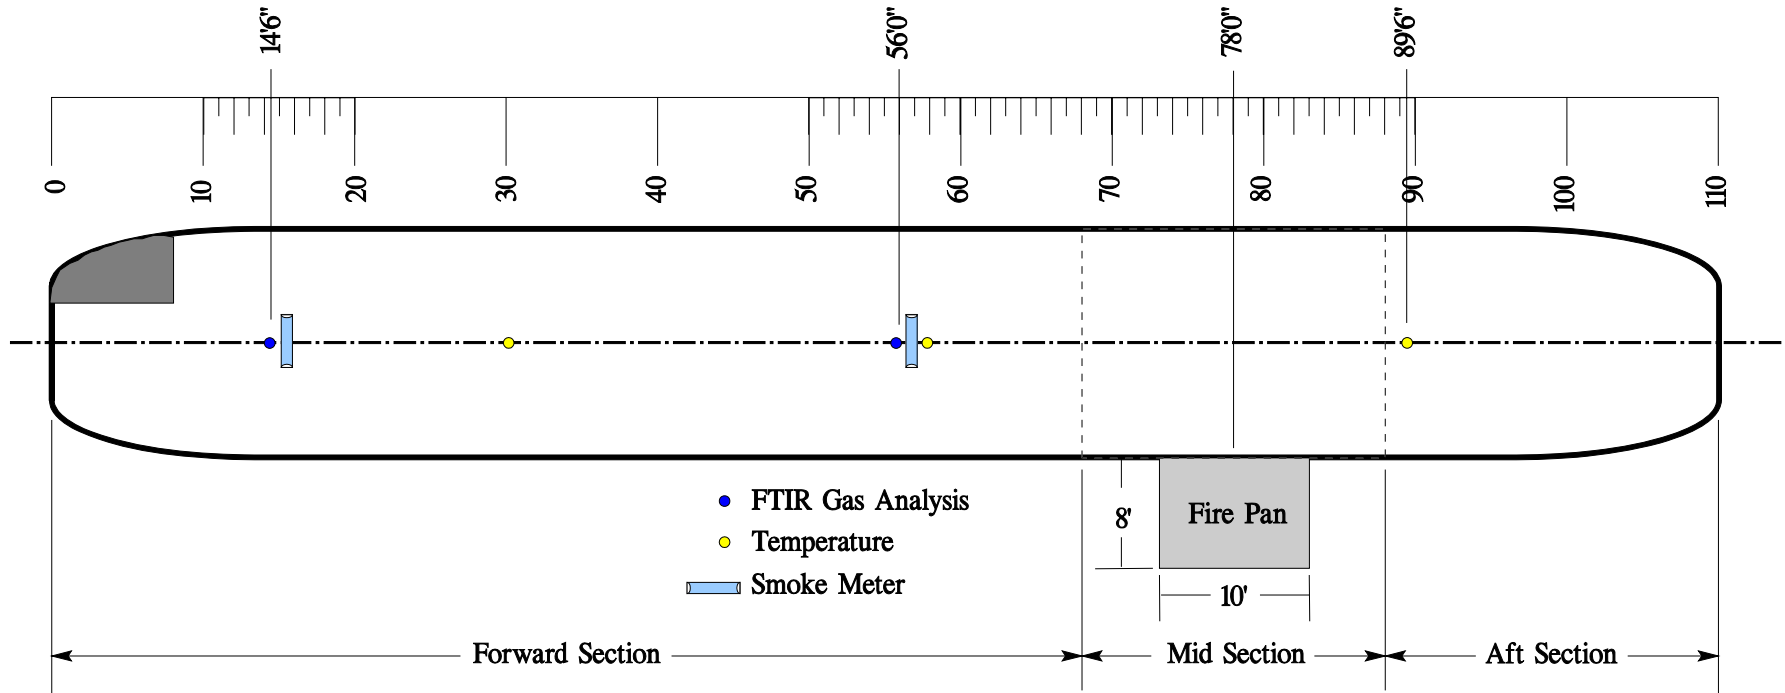 14'6" 56'0" 78'0" 89'6"
0 10 20 30 40 50 60 70 80 90 100 110
FTIR Gas Analysis
Temperature
Smoke Meter
8' Fire Pan
10'
Forward Section Mid Section Aft Section